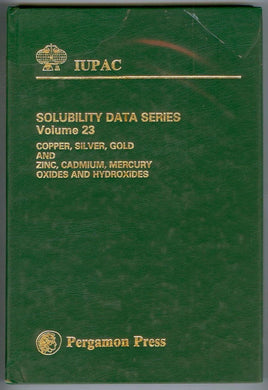 IUPAC
SOLUBILITY DATA SERIES
Volume 23
COPPER, SILVER, GOLD
AND
ZINC, CADMIUM, MERCURY
OXIDES AND HYDROXIDES
Pergamon Press